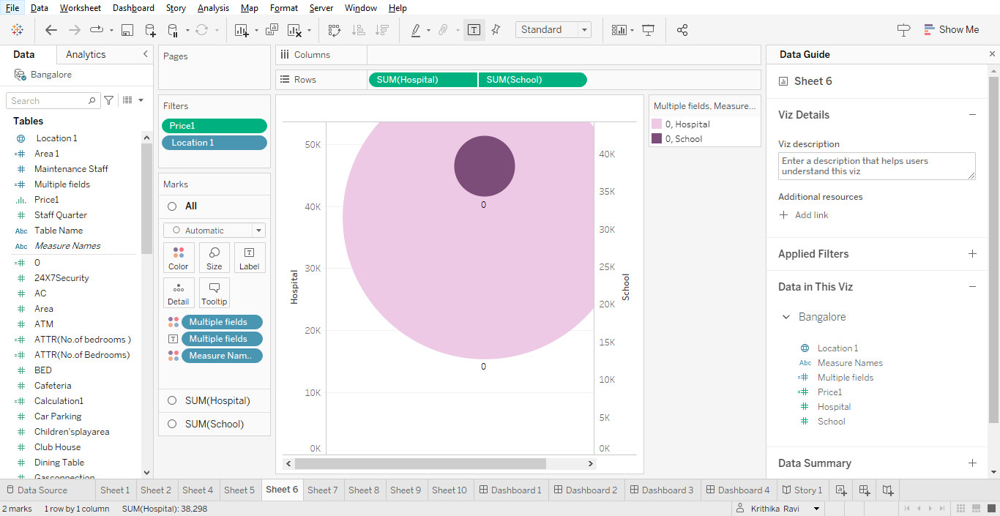 File Data Worksheet Dashboard Story Analysis Map Format Server Window Help
Standard
Show Me
Data Analytics
Bangalore
Search
Tables
Location 1
Area 1
Maintenance Staff
Multiple fields
Price1
Staff Quarter
Abc Table Name
Abc Measure Names
0
24X7Security
AC
Area
ATM
ATTR(No.of bedrooms )
ATTR(No.of Bedrooms)
BED
Cafeteria
Calculation1
Car Parking
Children'splayarea
Club House
Dining Table
Gasconnection
Pages
Filters
Price1
Location 1
Marks
All
Automatic
Color Size Label
Detail Tooltip
Multiple fields
Multiple fields
Measure Nam..
SUM(Hospital)
SUM(School)
Columns
Rows SUM(Hospital) SUM(School)
Hospital
50K
40K
30K
20K
10K
0K
0
0
School
40K
35K
30K
25K
20K
15K
10K
5K
0K
Multiple fields, Measure...
0, Hospital
0, School
Data Guide
Sheet 6
Viz Details
Viz description
Enter a description that helps users
understand this viz
Additional resources
Add link
Applied Filters
Data in This Viz
Bangalore
Location 1
Abc Measure Names
Multiple fields
Price1
Hospital
School
Data Summary
Data Source Sheet 1 Sheet 2 Sheet 4 Sheet 5 Sheet 6 Sheet 7 Sheet 8 Sheet 9 Sheet 10 Dashboard 1 Dashboard 2 Dashboard 3 Dashboard 4 Story 1
2 marks 1 row by 1 column SUM(Hospital): 38,298 Krithika Ravi